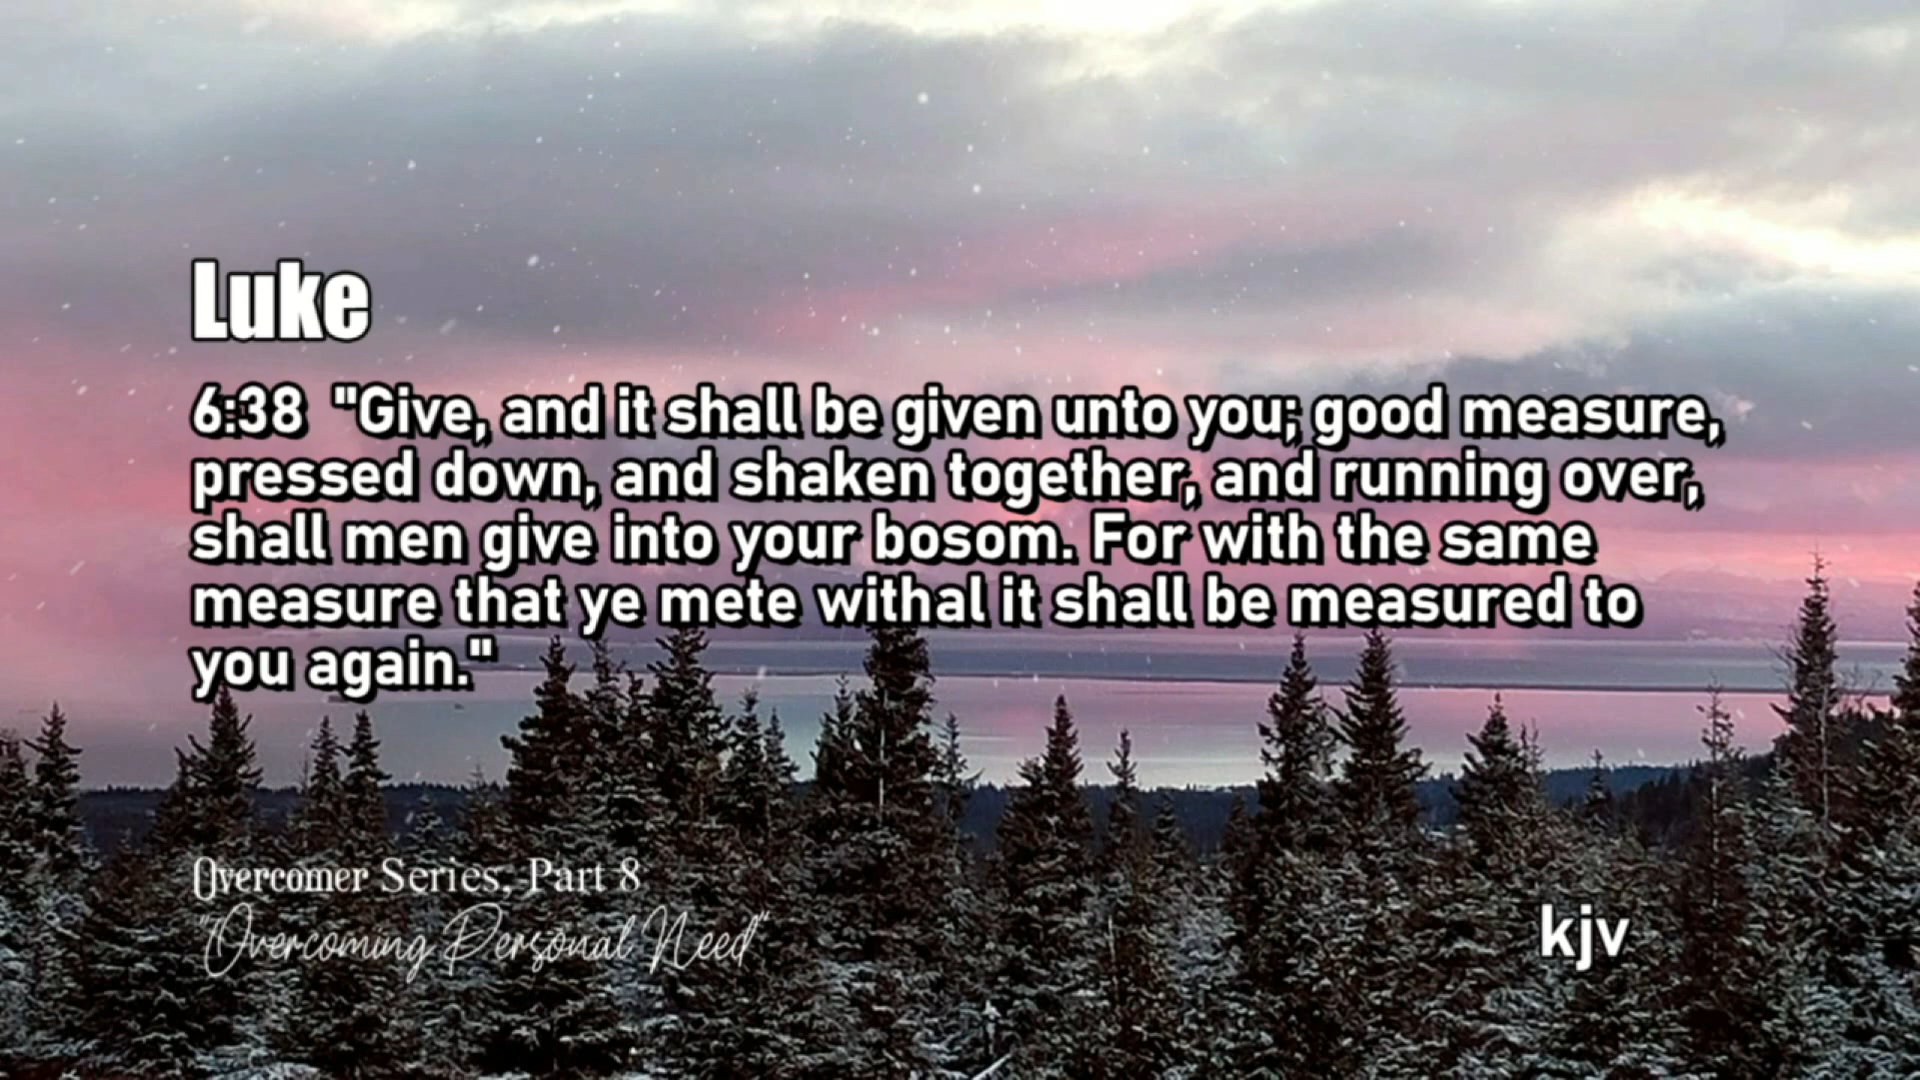 Luke
6:38 "Give, and it shall be given unto you; good measure,
pressed down, and shaken together, and running over,
shall men give into your bosom. For with the same
measure that ye mete withal it shall be measured to
you again."
Overcomer Series, Part 8
"Overcoming Personal Need"
kjv